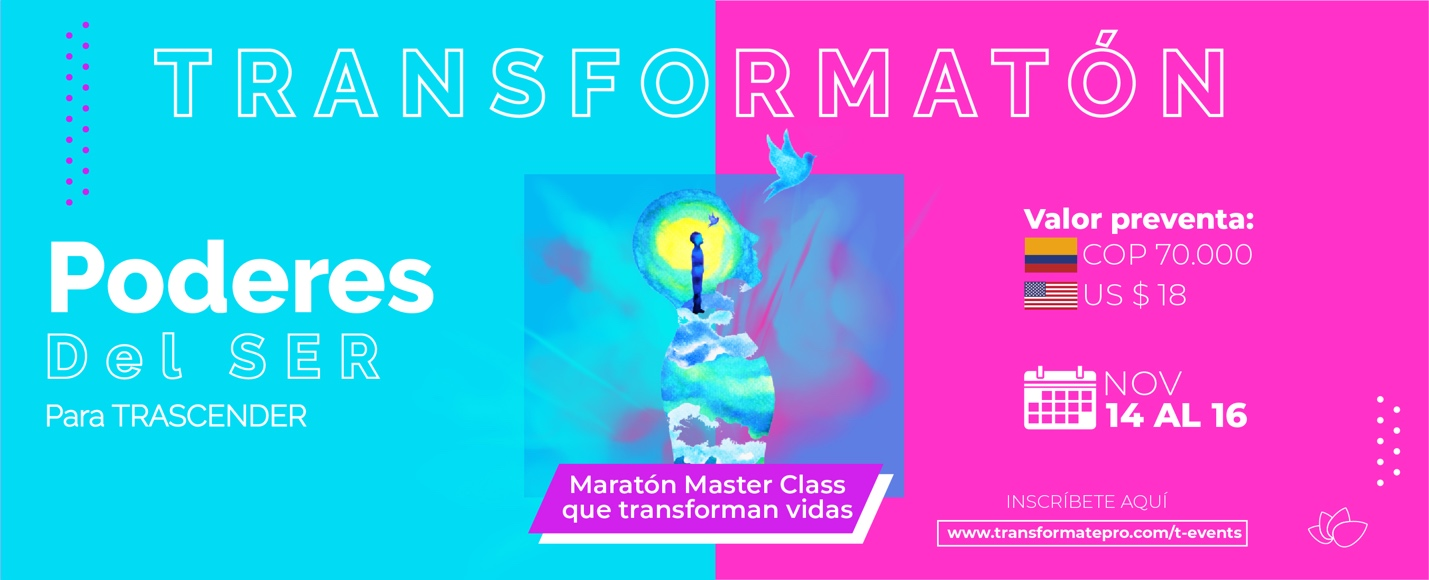 TRANSFORMATÓN
Poderes
Del SER
Para TRASCENDER
Maratón Master Class
que transforman vidas
Valor preventa:
COP 70.000
US $ 18
NOV
14 AL 16
INSCRÍBETE AQUÍ
www.transformatepro.com/t-events